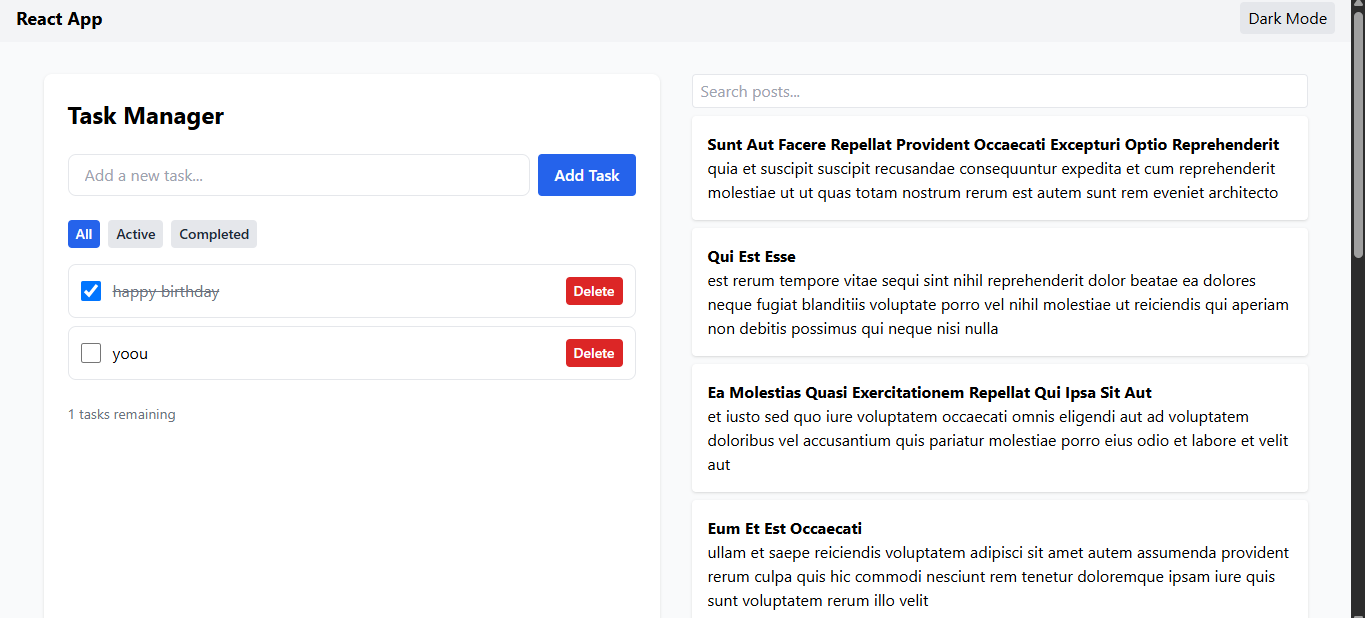 React App
Dark Mode
Task Manager
Add a new task...
Add Task
All
Active
Completed
happy birthday
Delete
yoou
Delete
1 tasks remaining
Search posts...
Sunt Aut Facere Repellat Provident Occaecati Excepturi Optio Reprehenderit
quia et suscipit suscipit recusandae consequuntur expedita et cum reprehenderit
molestiae ut ut quas totam nostrum rerum est autem sunt rem eveniet architecto
Qui Est Esse
est rerum tempore vitae sequi sint nihil reprehenderit dolor beatae ea dolores
neque fugiat blanditiis voluptate porro vel nihil molestiae ut reiciendis qui aperiam
non debitis possimus qui neque nisi nulla
Ea Molestias Quasi Exercitationem Repellat Qui Ipsa Sit Aut
et iusto sed quo iure voluptatem occaecati omnis eligendi aut ad voluptatem
doloribus vel accusantium quis pariatur molestiae porro eius odio et labore et velit
aut
Eum Et Est Occaecati
ullam et saepe reiciendis voluptatem adipisci sit amet autem assumenda provident
rerum culpa quis hic commodi nesciunt rem tenetur doloremque ipsam iure quis
sunt voluptatem rerum illo velit